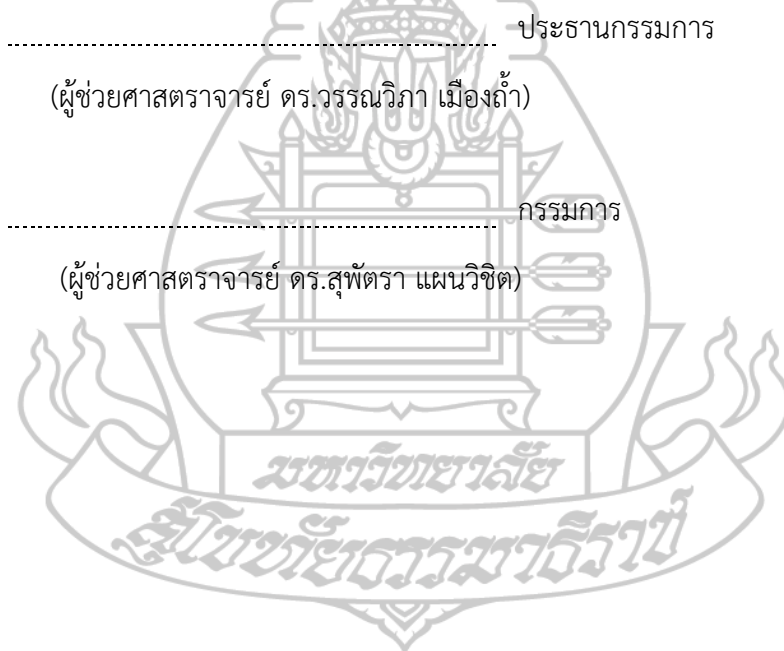 ประธานกรรมการ
(ผู้ช่วยศาสตราจารย์ ดร.วรรณวิภา เมืองถ้ำ)
กรรมการ
(ผู้ช่วยศาสตราจารย์ ดร.สุพัตรา แผนวิชิต)
มหาวิทยาลัย
สุโขทัยธรรมาธิราช